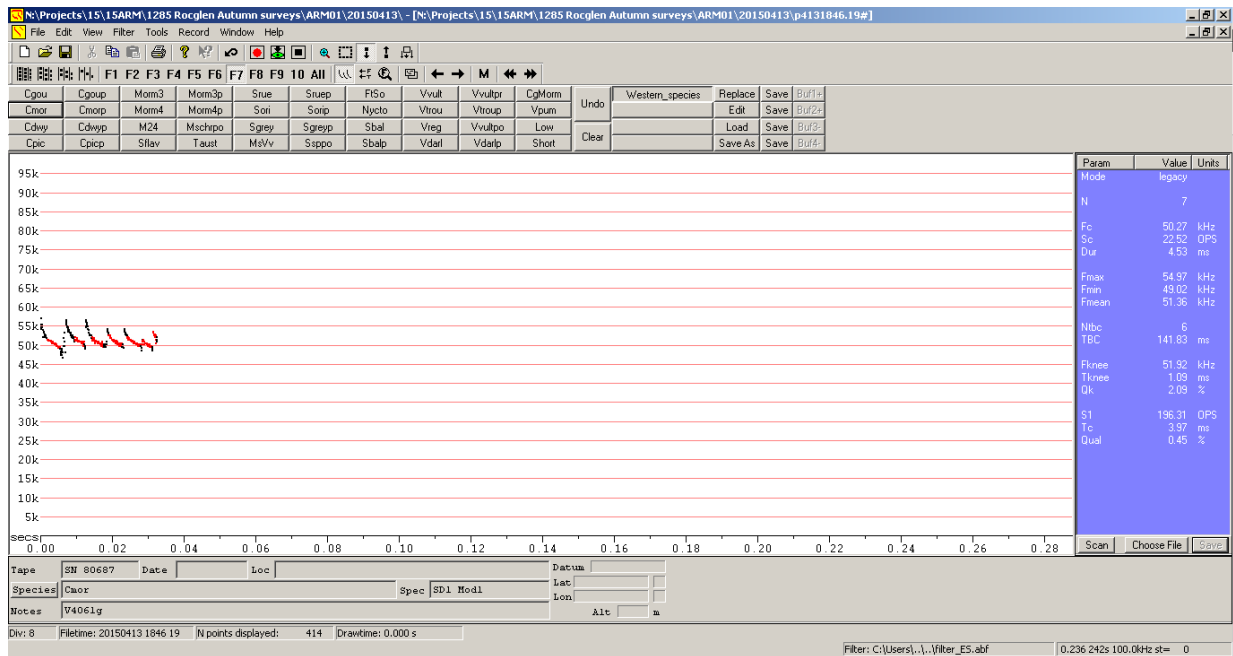 N:\Projects\15\15ARM\1285 Rocglen Autumn surveys\ARM01\20150413\ - [N:\Projects\15\15ARM\1285 Rocglen Autumn surveys\ARM01\20150413\p4131846.19#]
File Edit View Filter Tools Record Window Help
F1 F2 F3 F4 F5 F6 F7 F8 F9 10 All M
Cgou Cgoup Morm3 Morm3p Srue Sruep FtSo Vvult Vvultpr CgMorm Undo Western_species Replace Save Buf1+
Cmor Cmorp Morm4 Morm4p Sori Sorip Nycto Vtrou Vtroup Vpum Edit Save Buf2+
Cdwy Cdwyp M24 Mschrpo Sgrey Sgreyp Sbal Vreg Vvultpo Low Clear Load Save Buf3-
Cpic Cpicp Sflav Taust MsVv Ssppo Sbalp Vdarl Vdarlp Short Save As Save Buf4-
95k
90k
85k
80k
75k
70k
65k
60k
55k
50k
45k
40k
35k
30k
25k
20k
15k
10k
5k
secs
0.00 0.02 0.04 0.06 0.08 0.10 0.12 0.14 0.16 0.18 0.20 0.22 0.24 0.26 0.28
Param Value Units
Mode legacy
N 7
Fc 50.27 kHz
Sc 22.52 OPS
Dur 4.53 ms
Fmax 54.97 kHz
Fmin 49.02 kHz
Fmean 51.36 kHz
Ntbc 6
TBC 141.83 ms
Fknee 51.92 kHz
Tknee 1.09 ms
Qk 2.09 %
S1 196.31 OPS
Tc 3.97 ms
Qual 0.45 %
Scan Choose File Save
Tape SN 80687 Date Loc Datum
Species Cmor Spec SD1 Mod1 Lat
Lon
Notes V4061g Alt m
Div: 8 Filetime: 20150413 1846 19 N points displayed: 414 Drawtime: 0.000 s
Filter: C:\Users\..\..\filter_ES.abf 0.236 242s 100.0kHz st= 0